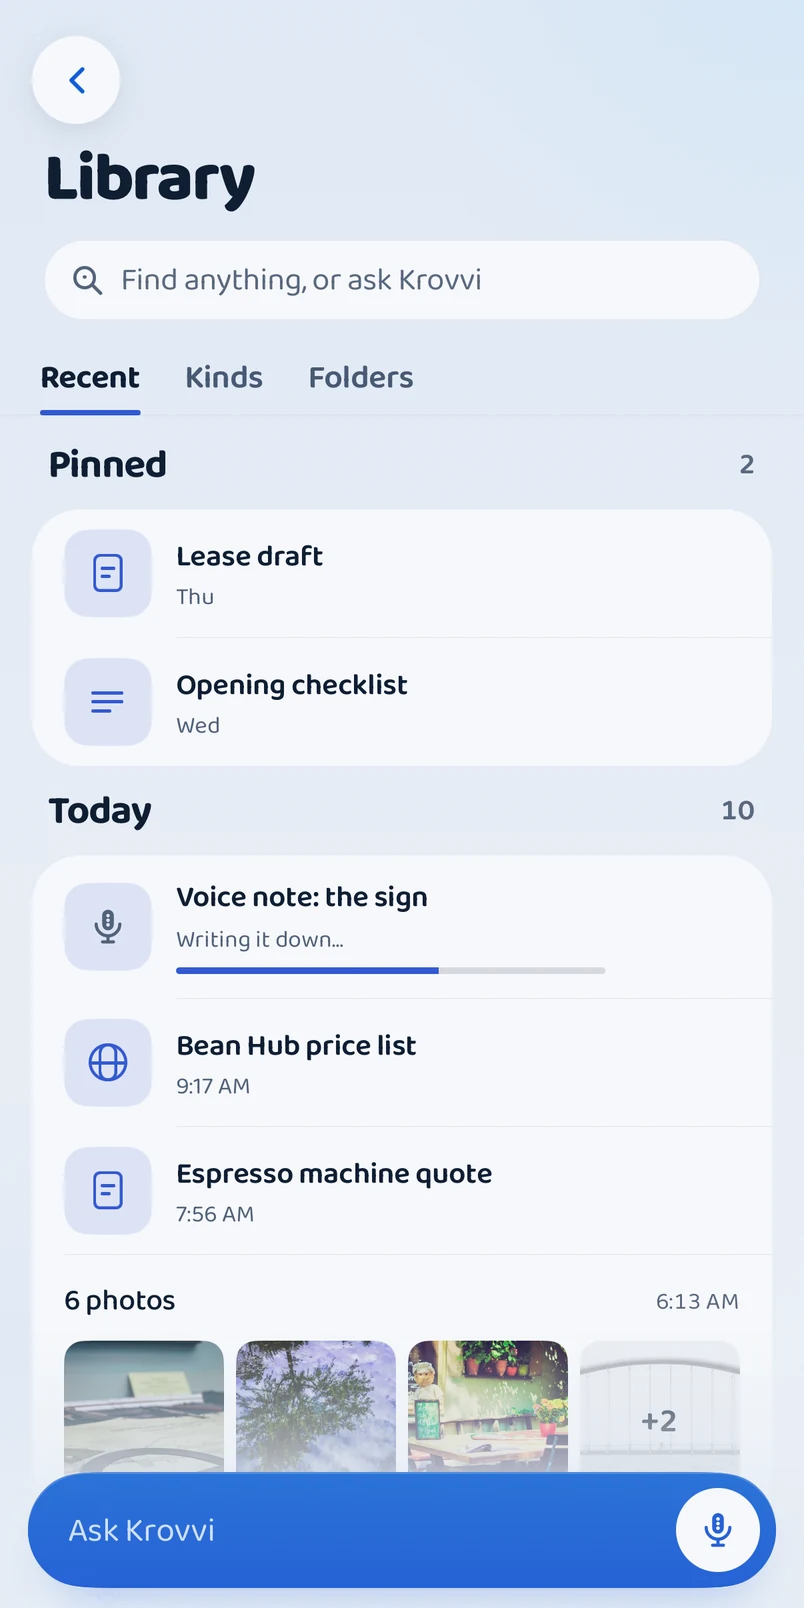 Library
Find anything, or ask Krovvi
Recent Kinds Folders
Pinned 2
Lease draft
Thu
Opening checklist
Wed
Today 10
Voice note: the sign
Writing it down...
Bean Hub price list
9:17 AM
Espresso machine quote
7:56 AM
6 photos 6:13 AM
+2
Ask Krovvi